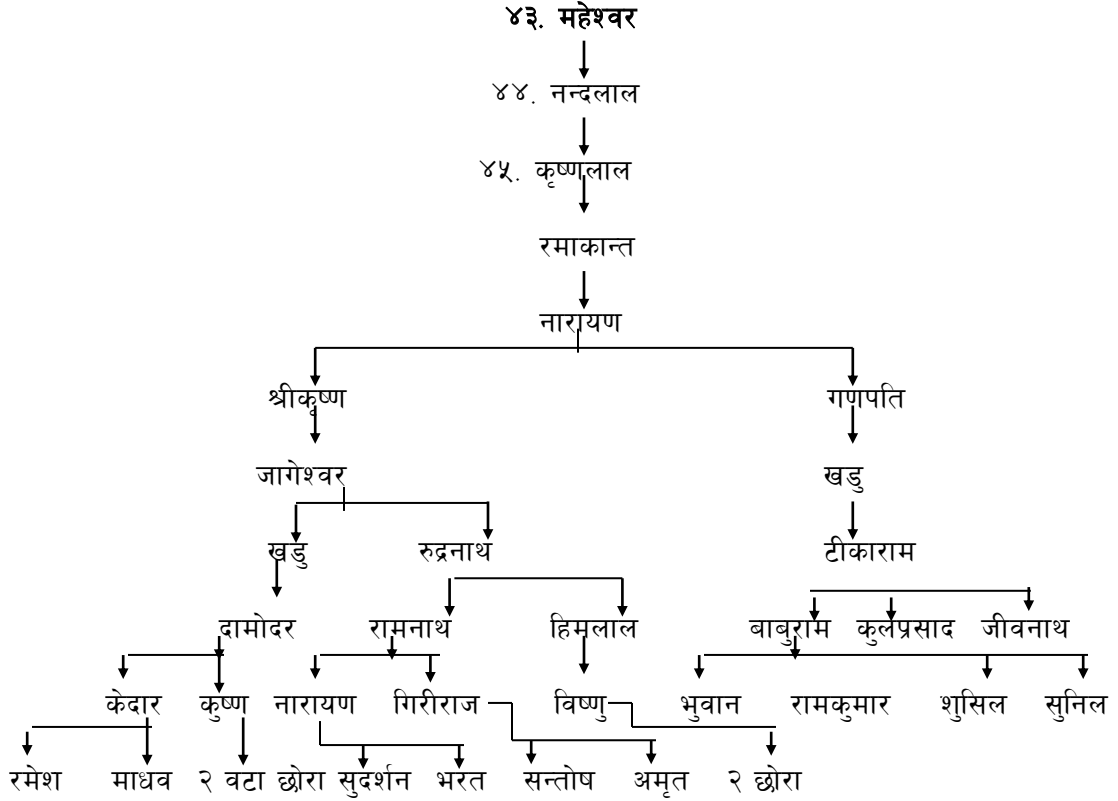 ४३. महेश्वर
४४. नन्दलाल
४५. कृष्णलाल
रमाकान्त
नारायण
श्रीकृष्ण गणपति
जागेश्वर खडु
खडु रुद्रनाथ टीकाराम
दामोदर रामनाथ हिमलाल बाबुराम कुलप्रसाद जीवनाथ
केदार कुष्ण नारायण गिरीराज विष्णु भुवान रामकुमार शुसिल सुनिल
रमेश माधव २ वटा छोरा सुदर्शन भरत सन्तोष अमृत २ छोरा